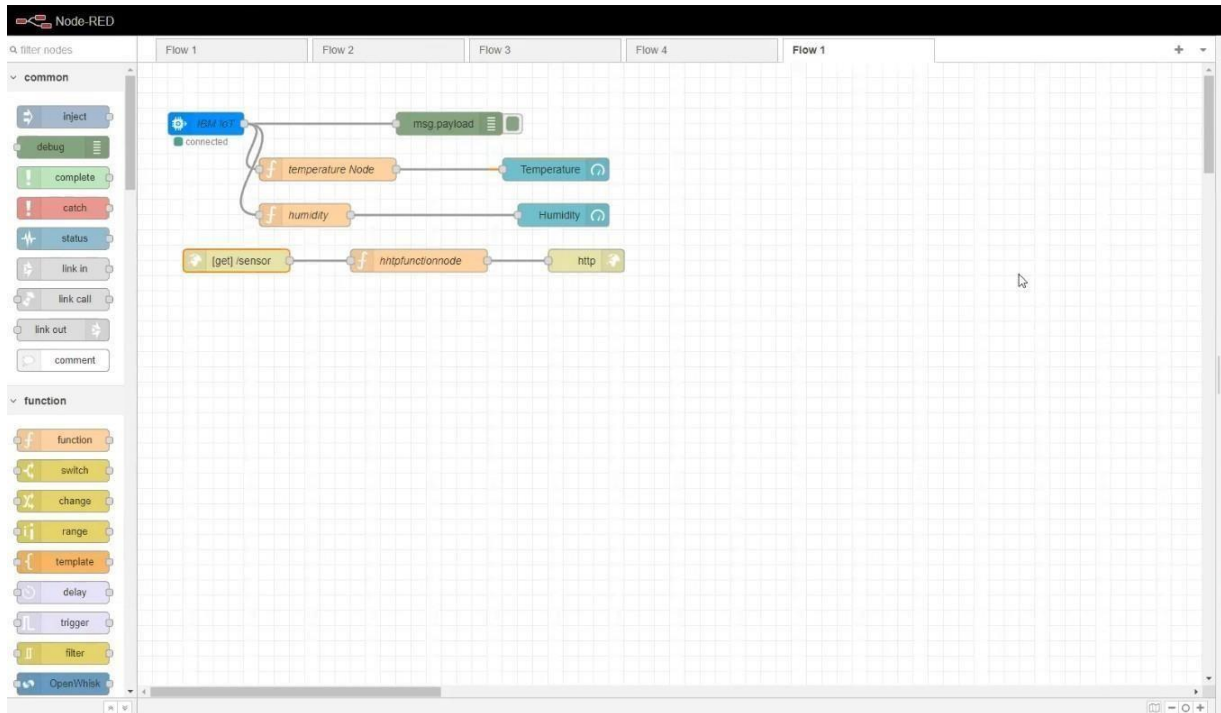 Node-RED
filter nodes
Flow 1
Flow 2
Flow 3
Flow 4
Flow 1
common
inject
debug
complete
catch
status
link in
link call
link out
comment
function
function
switch
change
range
template
delay
trigger
filter
OpenWhisk
IBM IoT
connected
msg.payload
temperature Node
Temperature
humidity
Humidity
[get] /sensor
hhtpfunctionnode
http